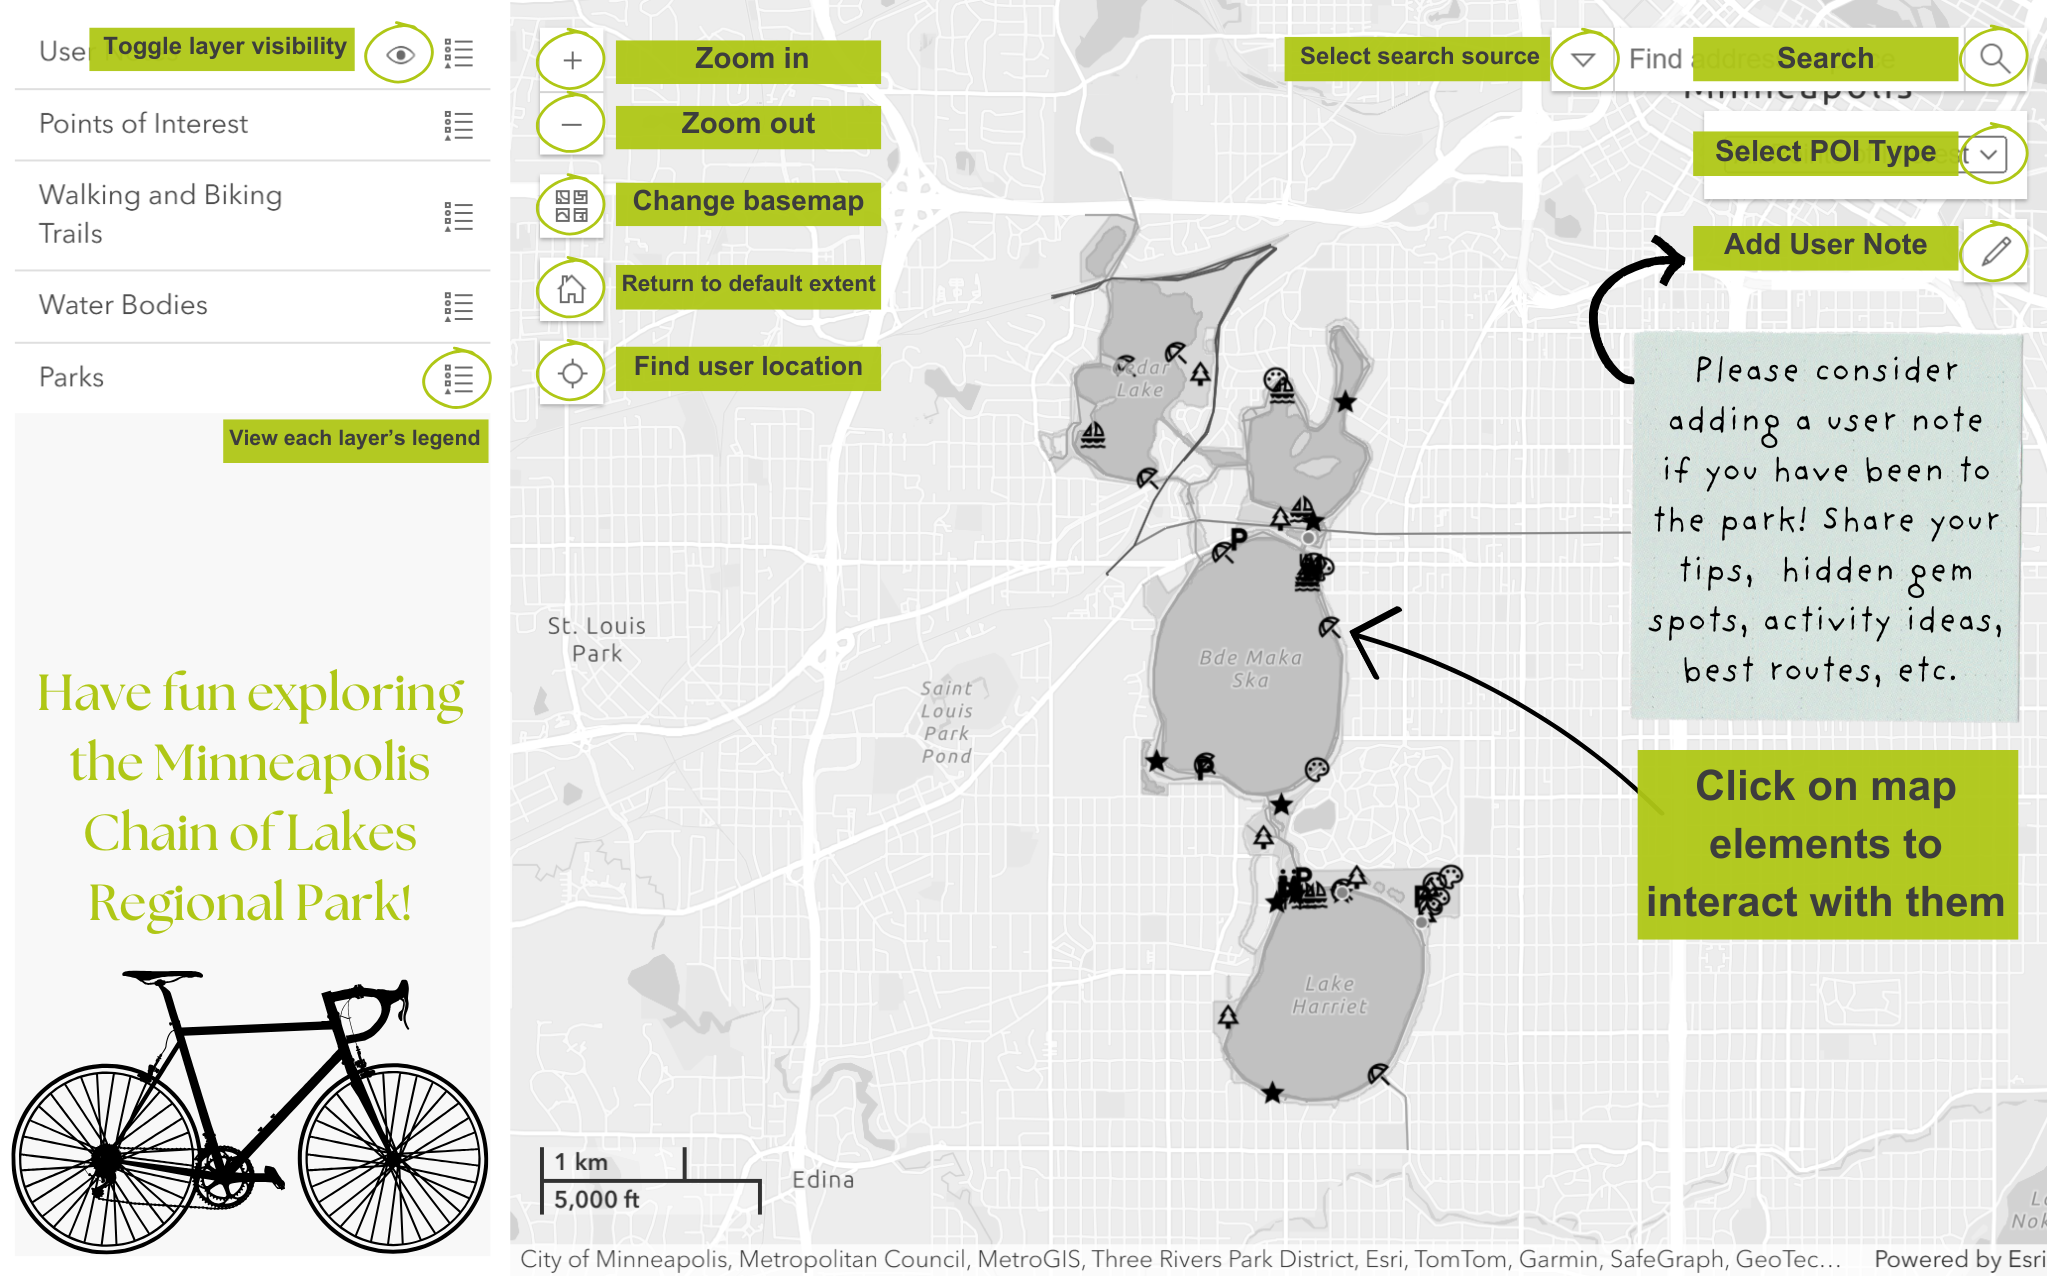 User
Toggle layer visibility
Points of Interest
Walking and Biking
Trails
Water Bodies
Parks
View each layer's legend
Have fun exploring
the Minneapolis
Chain of Lakes
Regional Park!
Zoom in
Zoom out
Change basemap
Return to default extent
Find user location
Select search source
Find address
Search
Minneapolis
Select POI Type
Add User Note
Please consider
adding a user note
if you have been to
the park! Share your
tips, hidden gem
spots, activity ideas,
best routes, etc.
Click on map
elements to
interact with them
Cedar
Lake
P
St. Louis
Park
Bde Maka
Ska
Saint
Louis
Park
Pond
P
P
P
Lake
Harriet
Edina
1 km
5,000 ft
City of Minneapolis, Metropolitan Council, MetroGIS, Three Rivers Park District, Esri, TomTom, Garmin, SafeGraph, GeoTec...
Powered by Esri